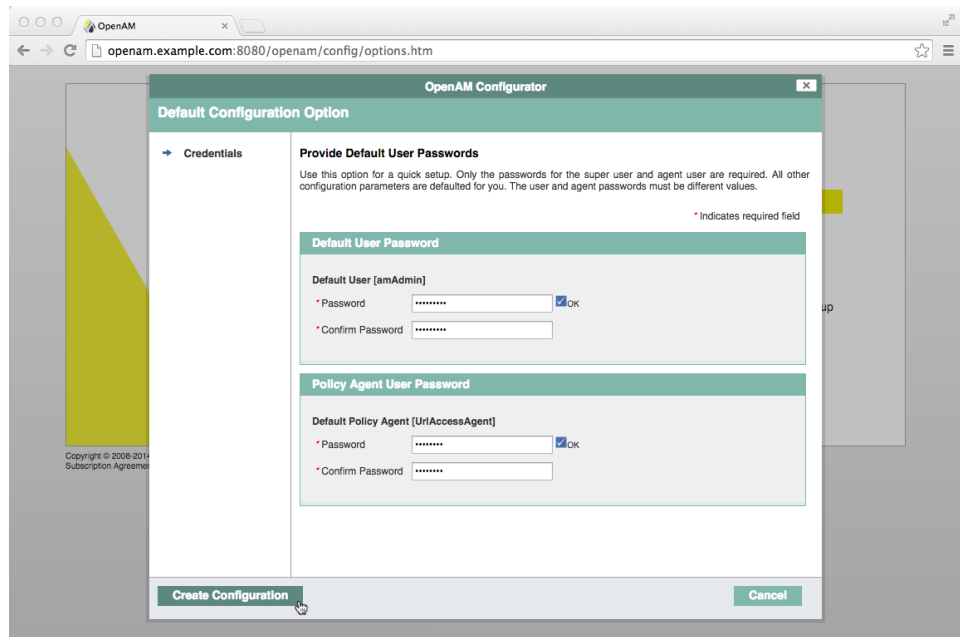 OpenAM
openam.example.com:8080/openam/config/options.htm
OpenAM Configurator
Default Configuration Option
Credentials
Provide Default User Passwords
Use this option for a quick setup. Only the passwords for the super user and agent user are required. All other
configuration parameters are defaulted for you. The user and agent passwords must be different values.
* Indicates required field
Default User Password
Default User [amAdmin]
* Password ••••••••• OK
* Confirm Password •••••••••
up
Policy Agent User Password
Default Policy Agent [UrlAccessAgent]
* Password •••••••• OK
* Confirm Password ••••••••
Copyright © 2008-2014
Subscription Agreemen
Create Configuration
Cancel